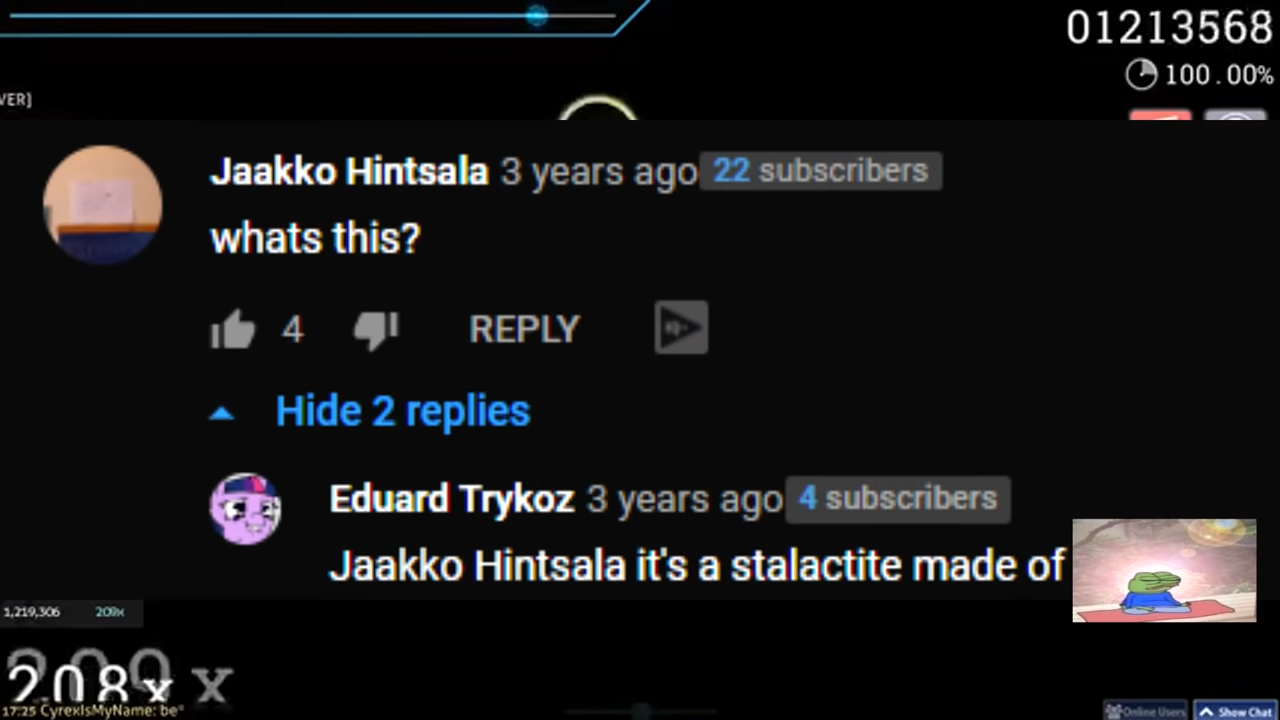 01213568
100.00%
VER]
Jaakko Hintsala 3 years ago 22 subscribers
whats this?
4 REPLY
Hide 2 replies
Eduard Trykoz 3 years ago 4 subscribers
Jaakko Hintsala it's a stalactite made of
1,219,306 209x
208x
17:25 CyrexIsMyName: be"
Online Users Show Chat